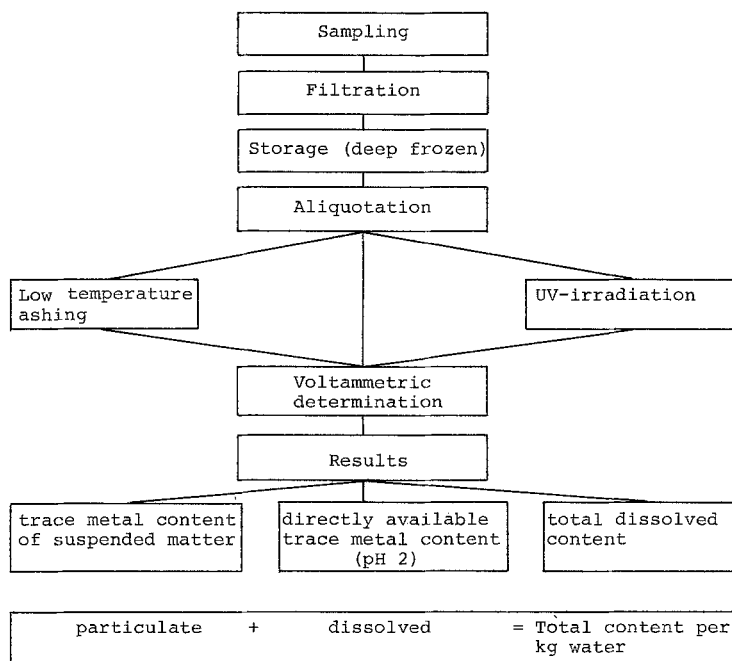 Sampling
Filtration
Storage (deep frozen)
Aliquotation
Low temperature
ashing
UV-irradiation
Voltammetric
determination
Results
trace metal content
of suspended matter
directly available
trace metal content
(pH 2)
total dissolved
content
particulate + dissolved = Total content per
kg water